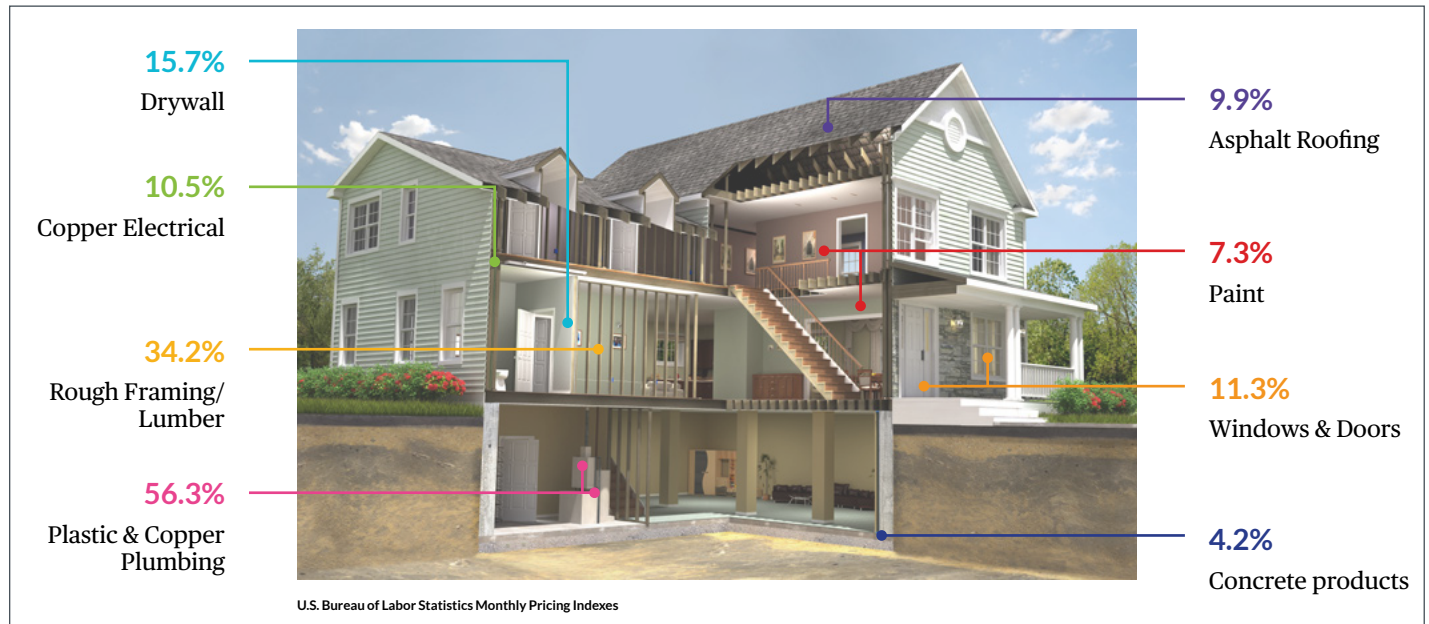 15.7%
Drywall
10.5%
Copper Electrical
34.2%
Rough Framing/
Lumber
56.3%
Plastic & Copper
Plumbing
9.9%
Asphalt Roofing
7.3%
Paint
11.3%
Windows & Doors
4.2%
Concrete products
U.S. Bureau of Labor Statistics Monthly Pricing Indexes